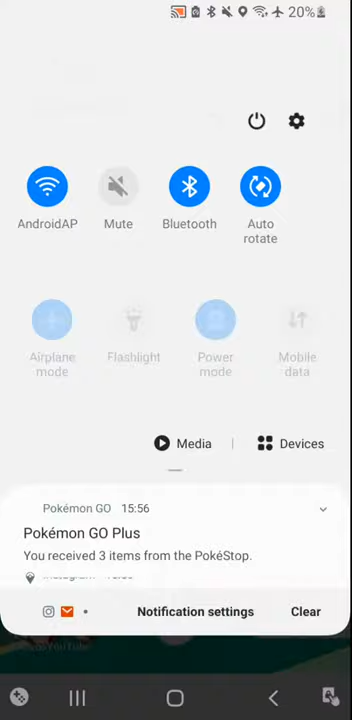 20%
AndroidAP
Mute
Bluetooth
Auto
rotate
Airplane
mode
Flashlight
Power
mode
Mobile
data
Media
Devices
Pokémon GO 15:56
Pokémon GO Plus
You received 3 items from the PokéStop.
Notification settings
Clear